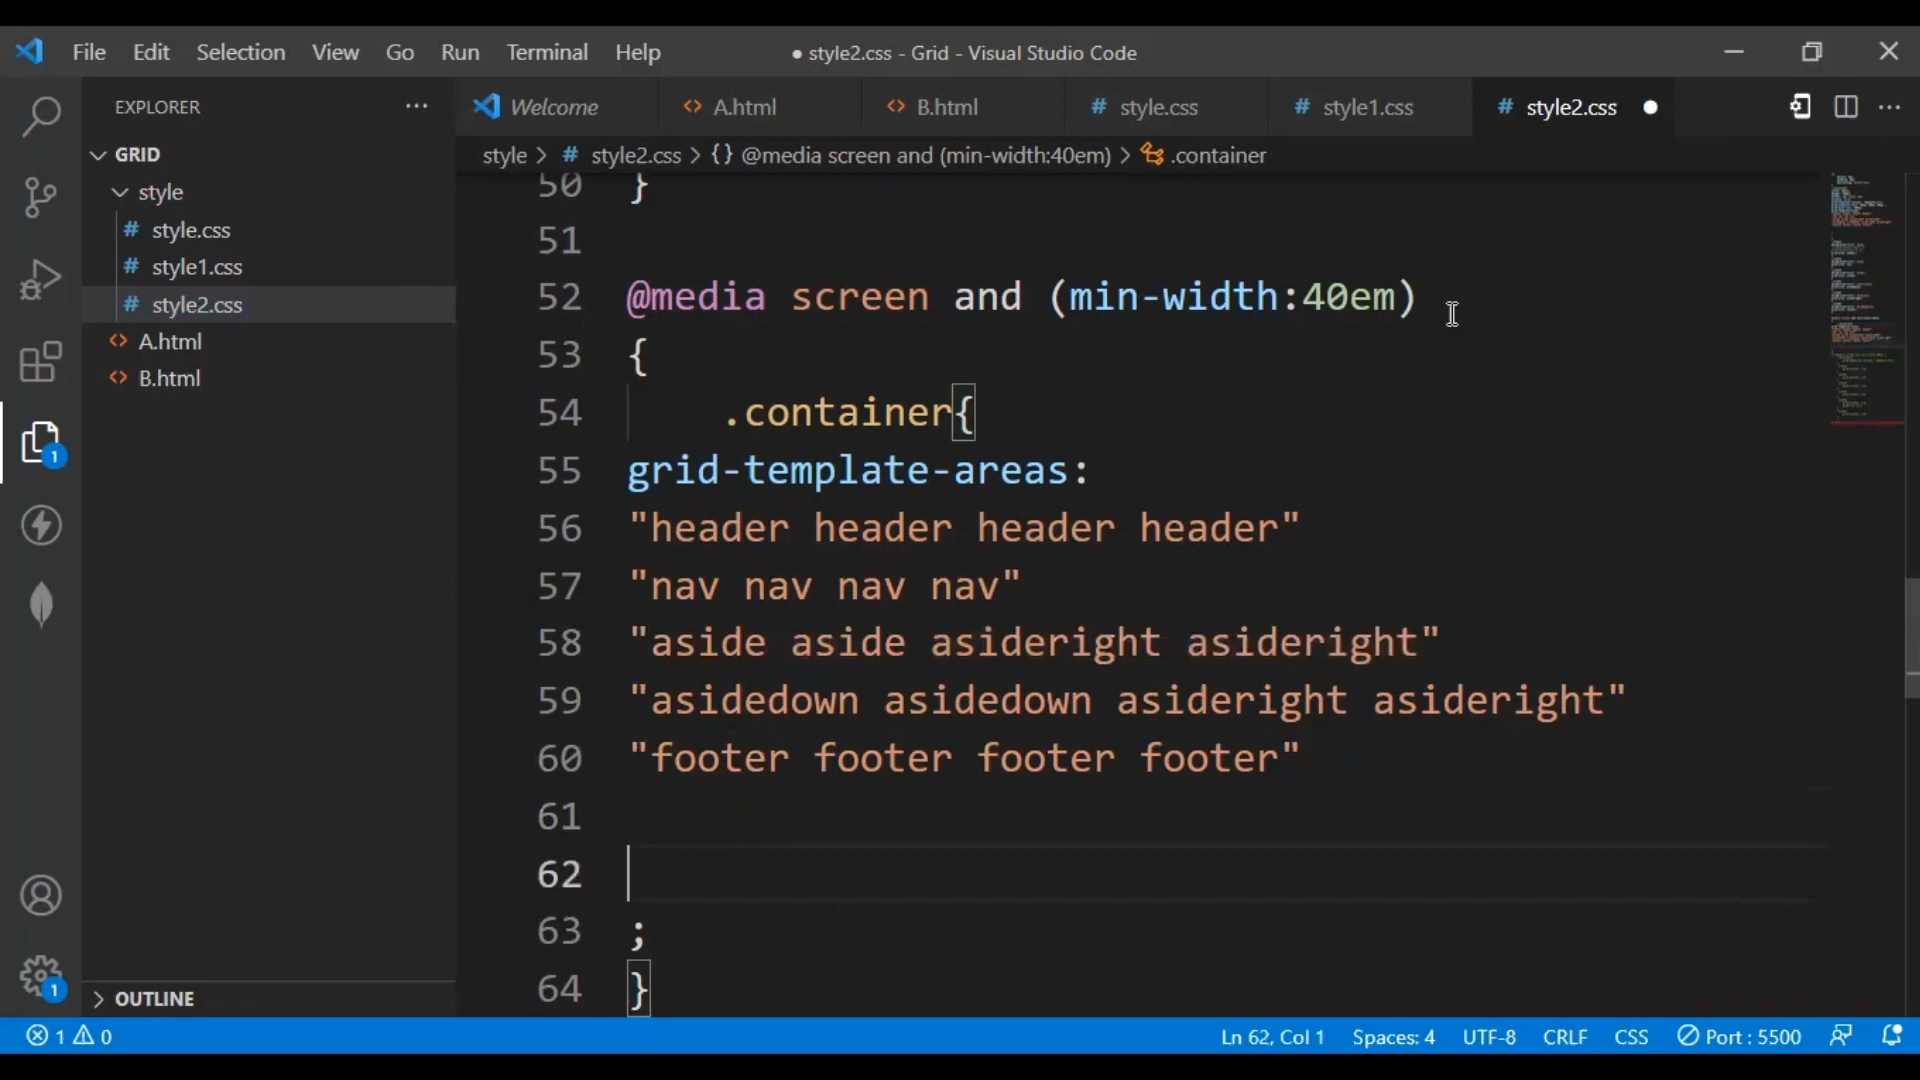 File Edit Selection View Go Run Terminal Help ● style2.css - Grid - Visual Studio Code
EXPLORER ···
Welcome <> A.html <> B.html # style.css # style1.css # style2.css ●
GRID
style
# style.css
# style1.css
# style2.css
<> A.html
<> B.html
OUTLINE
style > # style2.css > {} @media screen and (min-width:40em) > .container
50 }
51
52 @media screen and (min-width:40em)
53 {
54 .container{
55 grid-template-areas:
56 "header header header header"
57 "nav nav nav nav"
58 "aside aside asideright asideright"
59 "asidedown asidedown asideright asideright"
60 "footer footer footer footer"
61
62
63 ;
64 }
1
1
1 0 Ln 62, Col 1 Spaces: 4 UTF-8 CRLF CSS Port : 5500